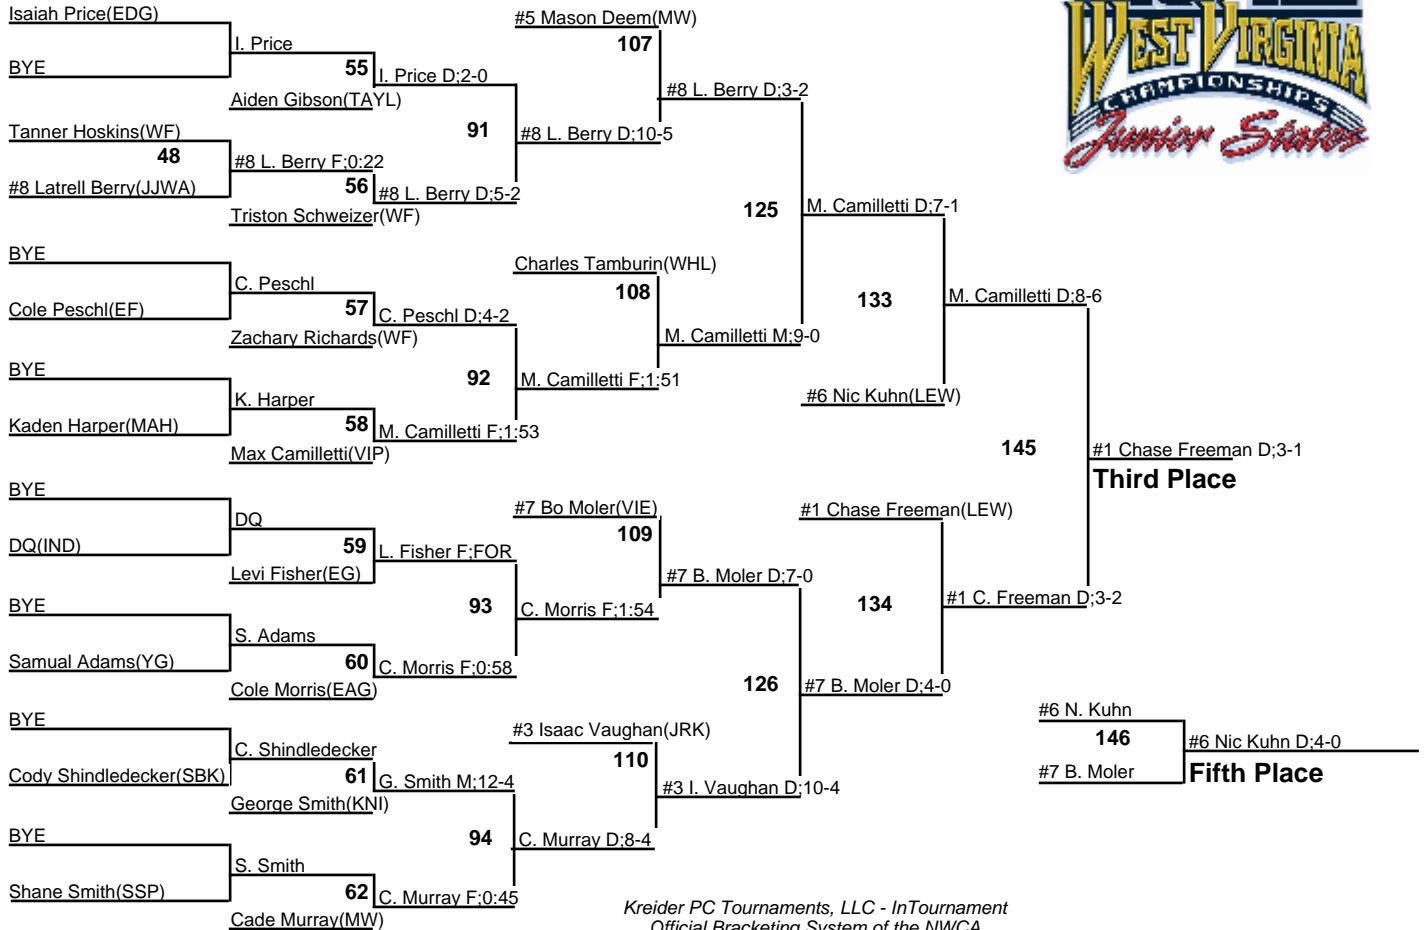 Isaiah Price(EDG)
BYE
I. Price
55
I. Price D;2-0
Aiden Gibson(TAYL)
Tanner Hoskins(WF)
48
#8 Latrell Berry(JJWA)
#8 L. Berry F;0:22
56
#8 L. Berry D;5-2
Triston Schweizer(WF)
91
#8 L. Berry D;10-5
#5 Mason Deem(MW)
107
#8 L. Berry D;3-2
BYE
Cole Peschl(EF)
C. Peschl
57
C. Peschl D;4-2
Zachary Richards(WF)
BYE
Kaden Harper(MAH)
K. Harper
58
M. Camilletti F;1:53
Max Camilletti(VIP)
92
M. Camilletti F;1:51
Charles Tamburin(WHL)
108
M. Camilletti M;9-0
125
M. Camilletti D;7-1
133
#6 Nic Kuhn(LEW)
M. Camilletti D;8-6
BYE
DQ(IND)
DQ
59
L. Fisher F;FOR
Levi Fisher(EG)
BYE
Samual Adams(YG)
S. Adams
60
C. Morris F;0:58
Cole Morris(EAG)
93
C. Morris F;1:54
#7 Bo Moler(VIE)
109
#7 B. Moler D;7-0
BYE
Cody Shindledecker(SBK)
C. Shindledecker
61
G. Smith M;12-4
George Smith(KNI)
BYE
Shane Smith(SSP)
S. Smith
62
C. Murray F;0:45
Cade Murray(MW)
94
C. Murray D;8-4
#3 Isaac Vaughan(JRK)
110
#3 I. Vaughan D;10-4
126
#7 B. Moler D;4-0
#1 Chase Freeman(LEW)
134
#1 C. Freeman D;3-2
145
#1 Chase Freeman D;3-1
Third Place
#6 N. Kuhn
146
#7 B. Moler
#6 Nic Kuhn D;4-0
Fifth Place
WEST VIRGINIA
CHAMPIONSHIPS
Junior States
Kreider PC Tournaments, LLC - InTournament
Official Bracketing System of the NWCA